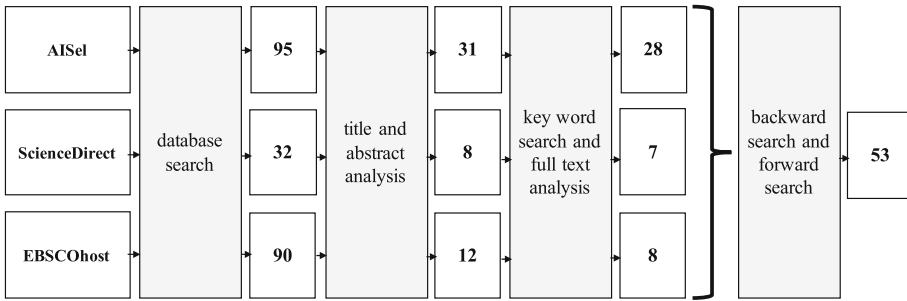 AISel
ScienceDirect
EBSCOhost
database
search
95
32
90
title and
abstract
analysis
31
8
12
key word
search and
full text
analysis
28
7
8
backward
search and
forward
search
53